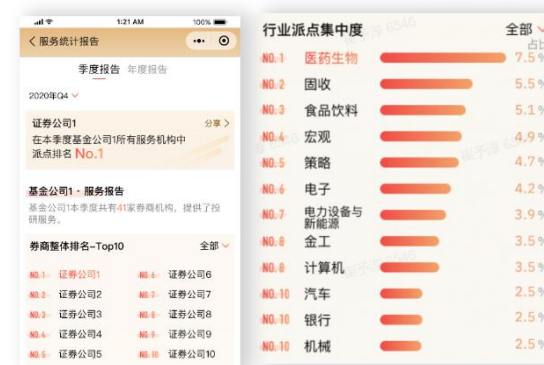 1:21 AM
100%
服务统计报告
季度报告 年度报告
2020年Q4
证券公司1 分享
在本季度基金公司1所有服务机构中
派点排名 No.1
基金公司1·服务报告
基金公司1本季度共有41家券商机构，提供了投
研服务。
券商整体排名-Top10 全部
NO.1 证券公司1 NO.6 证券公司6
NO.2 证券公司2 NO.7 证券公司7
NO.3 证券公司3 NO.8 证券公司8
NO.4 证券公司4 NO.9 证券公司9
NO.5 证券公司5 NO.10 证券公司10
行业派点集中度 全部
占比
NO.1 医药生物 7.5%
NO.2 固收 5.5%
NO.3 食品饮料 5.1%
NO.4 宏观 4.9%
NO.5 策略 4.7%
NO.6 电子 4.2%
NO.7 电力设备与
新能源 3.9%
NO.8 金工 3.5%
NO.8 计算机 3.5%
NO.10 汽车 2.5%
NO.10 银行 2.5%
NO.10 机械 2.5%